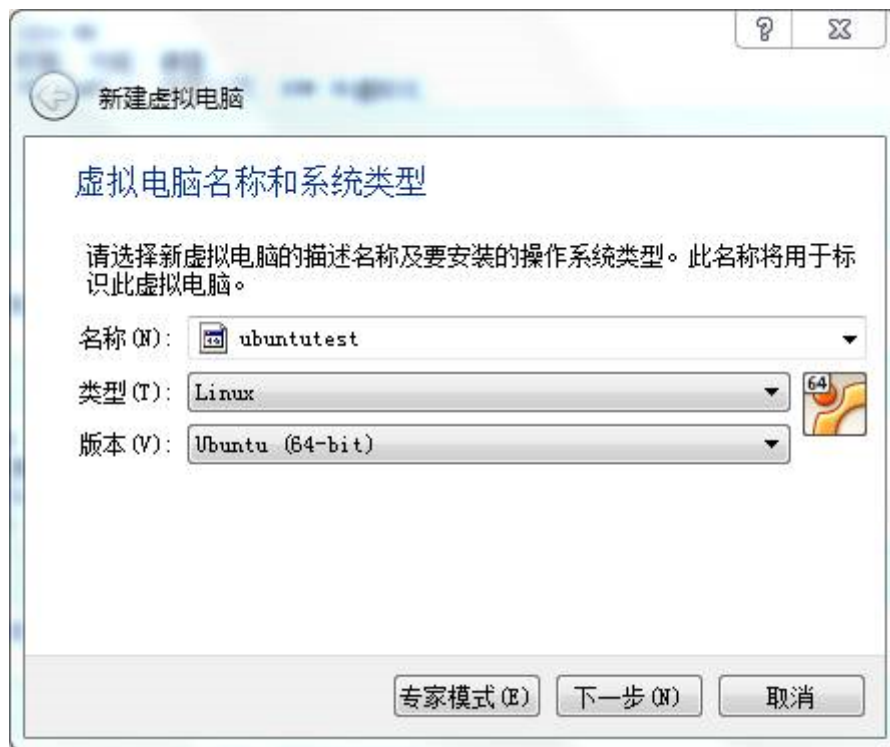 新建虚拟电脑
虚拟电脑名称和系统类型
请选择新虚拟电脑的描述名称及要安装的操作系统类型。此名称将用于标
识此虚拟电脑。
名称(N): ubuntutest
类型(T): Linux
64
版本(V): Ubuntu (64-bit)
专家模式(E) 下一步(N) 取消